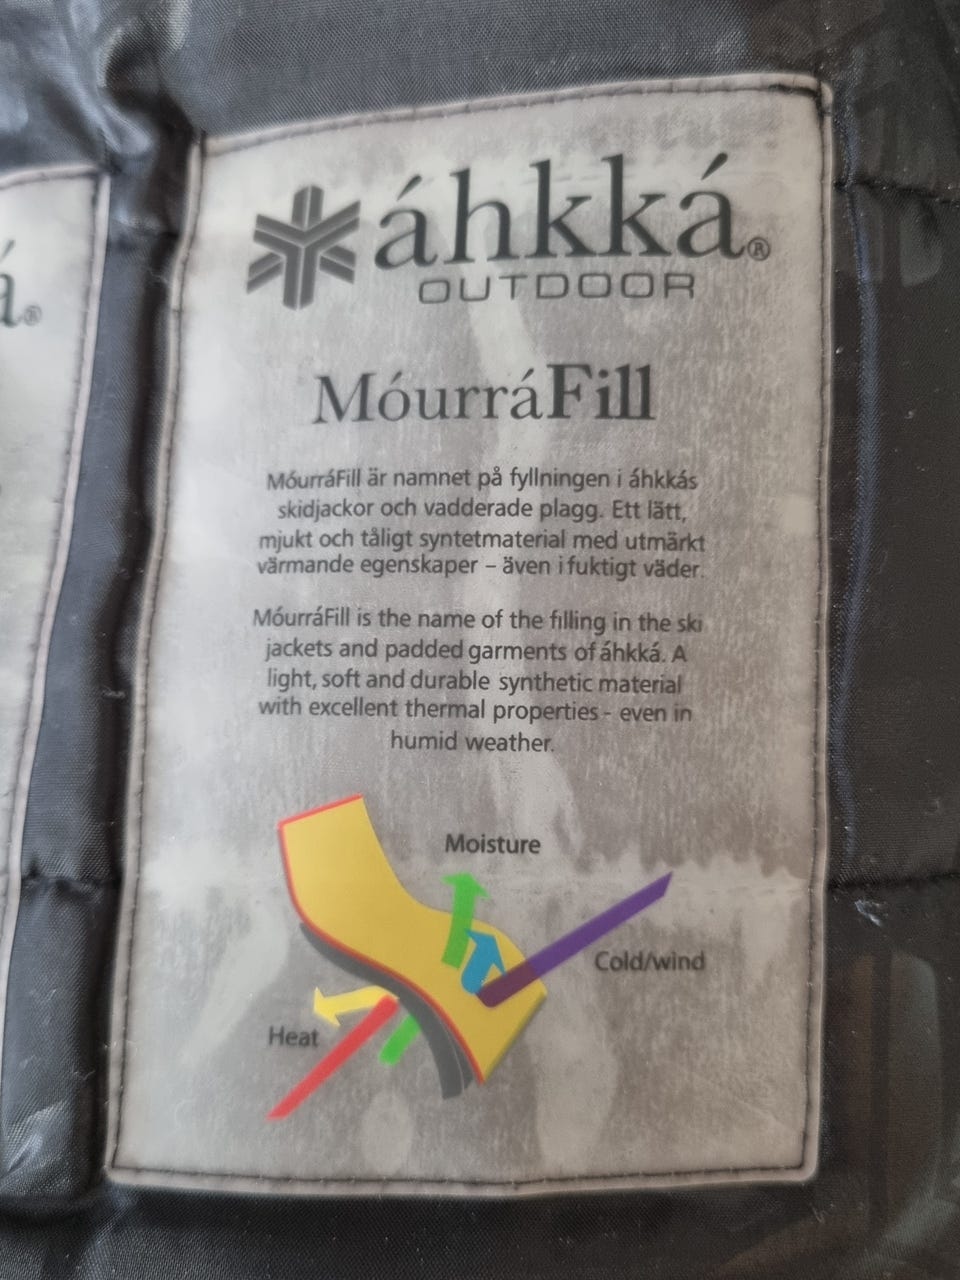 áhkká®
OUTDOOR
MóurráFill
MóurráFill är namnet på fyllningen i áhkkás
skidjackor och vadderade plagg. Ett lätt,
mjukt och tåligt syntetmaterial med utmärkt
värmande egenskaper – även i fuktigt väder.
MóurráFill is the name of the filling in the ski
jackets and padded garments of áhkká. A
light, soft and durable synthetic material
with excellent thermal properties - even in
humid weather.
Moisture
Cold/wind
Heat
á®